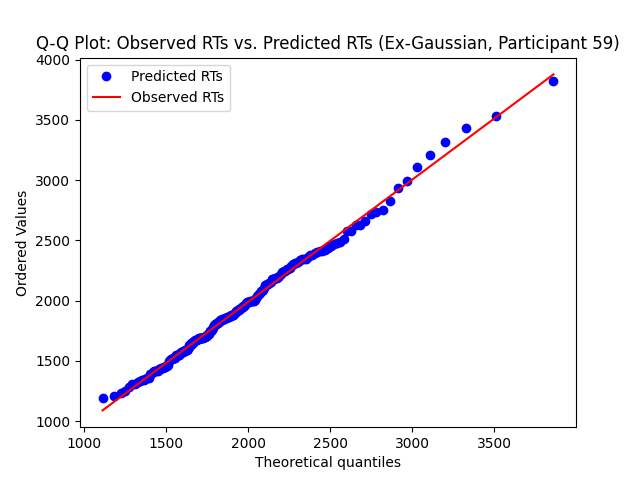 Q-Q Plot: Observed RTs vs. Predicted RTs (Ex-Gaussian, Participant 59)
Predicted RTs
Observed RTs
Ordered Values
4000
3500
3000
2500
2000
1500
1000
1000 1500 2000 2500 3000 3500
Theoretical quantiles